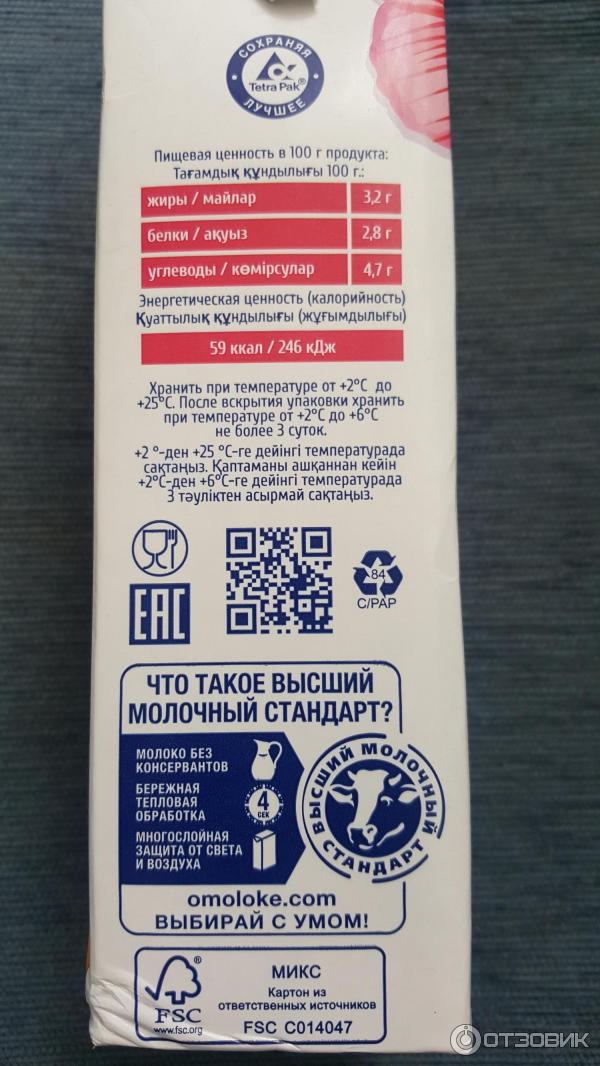 СОХРАНЯЯ
Tetra Pak®
ЛУЧШЕЕ
Пищевая ценность в 100 г продукта:
Тағамдық құндылығы 100 г.:
жиры / майлар 3,2 г
белки / ақуыз 2,8 г
углеводы / көмірсулар 4,7 г
Энергетическая ценность (калорийность)
Қуаттылық құндылығы (жұғымдылығы)
59 ккал / 246 кДж
Хранить при температуре от +2°С до
+25°С. После вскрытия упаковки хранить
при температуре от +2°С до +6°С
не более 3 суток.
+2 °-ден +25 °С-ге дейінгі температурада
сақтаңыз. Қаптаманы ашқаннан кейін
+2°С-ден +6°С-ге дейінгі температурада
3 тәуліктен асырмай сақтаңыз.
EAC
84
C/PAP
ЧТО ТАКОЕ ВЫСШИЙ
МОЛОЧНЫЙ СТАНДАРТ?
МОЛОКО БЕЗ
КОНСЕРВАНТОВ
БЕРЕЖНАЯ
ТЕПЛОВАЯ
ОБРАБОТКА
4
СЕК
МНОГОСЛОЙНАЯ
ЗАЩИТА ОТ СВЕТА
И ВОЗДУХА
ВЫСШИЙ МОЛОЧНЫЙ
СТАНДАРТ
omoloke.com
ВЫБИРАЙ С УМОМ!
FSC
www.fsc.org
МИКС
Картон из
ответственных источников
FSC C014047
ОТЗОВИК